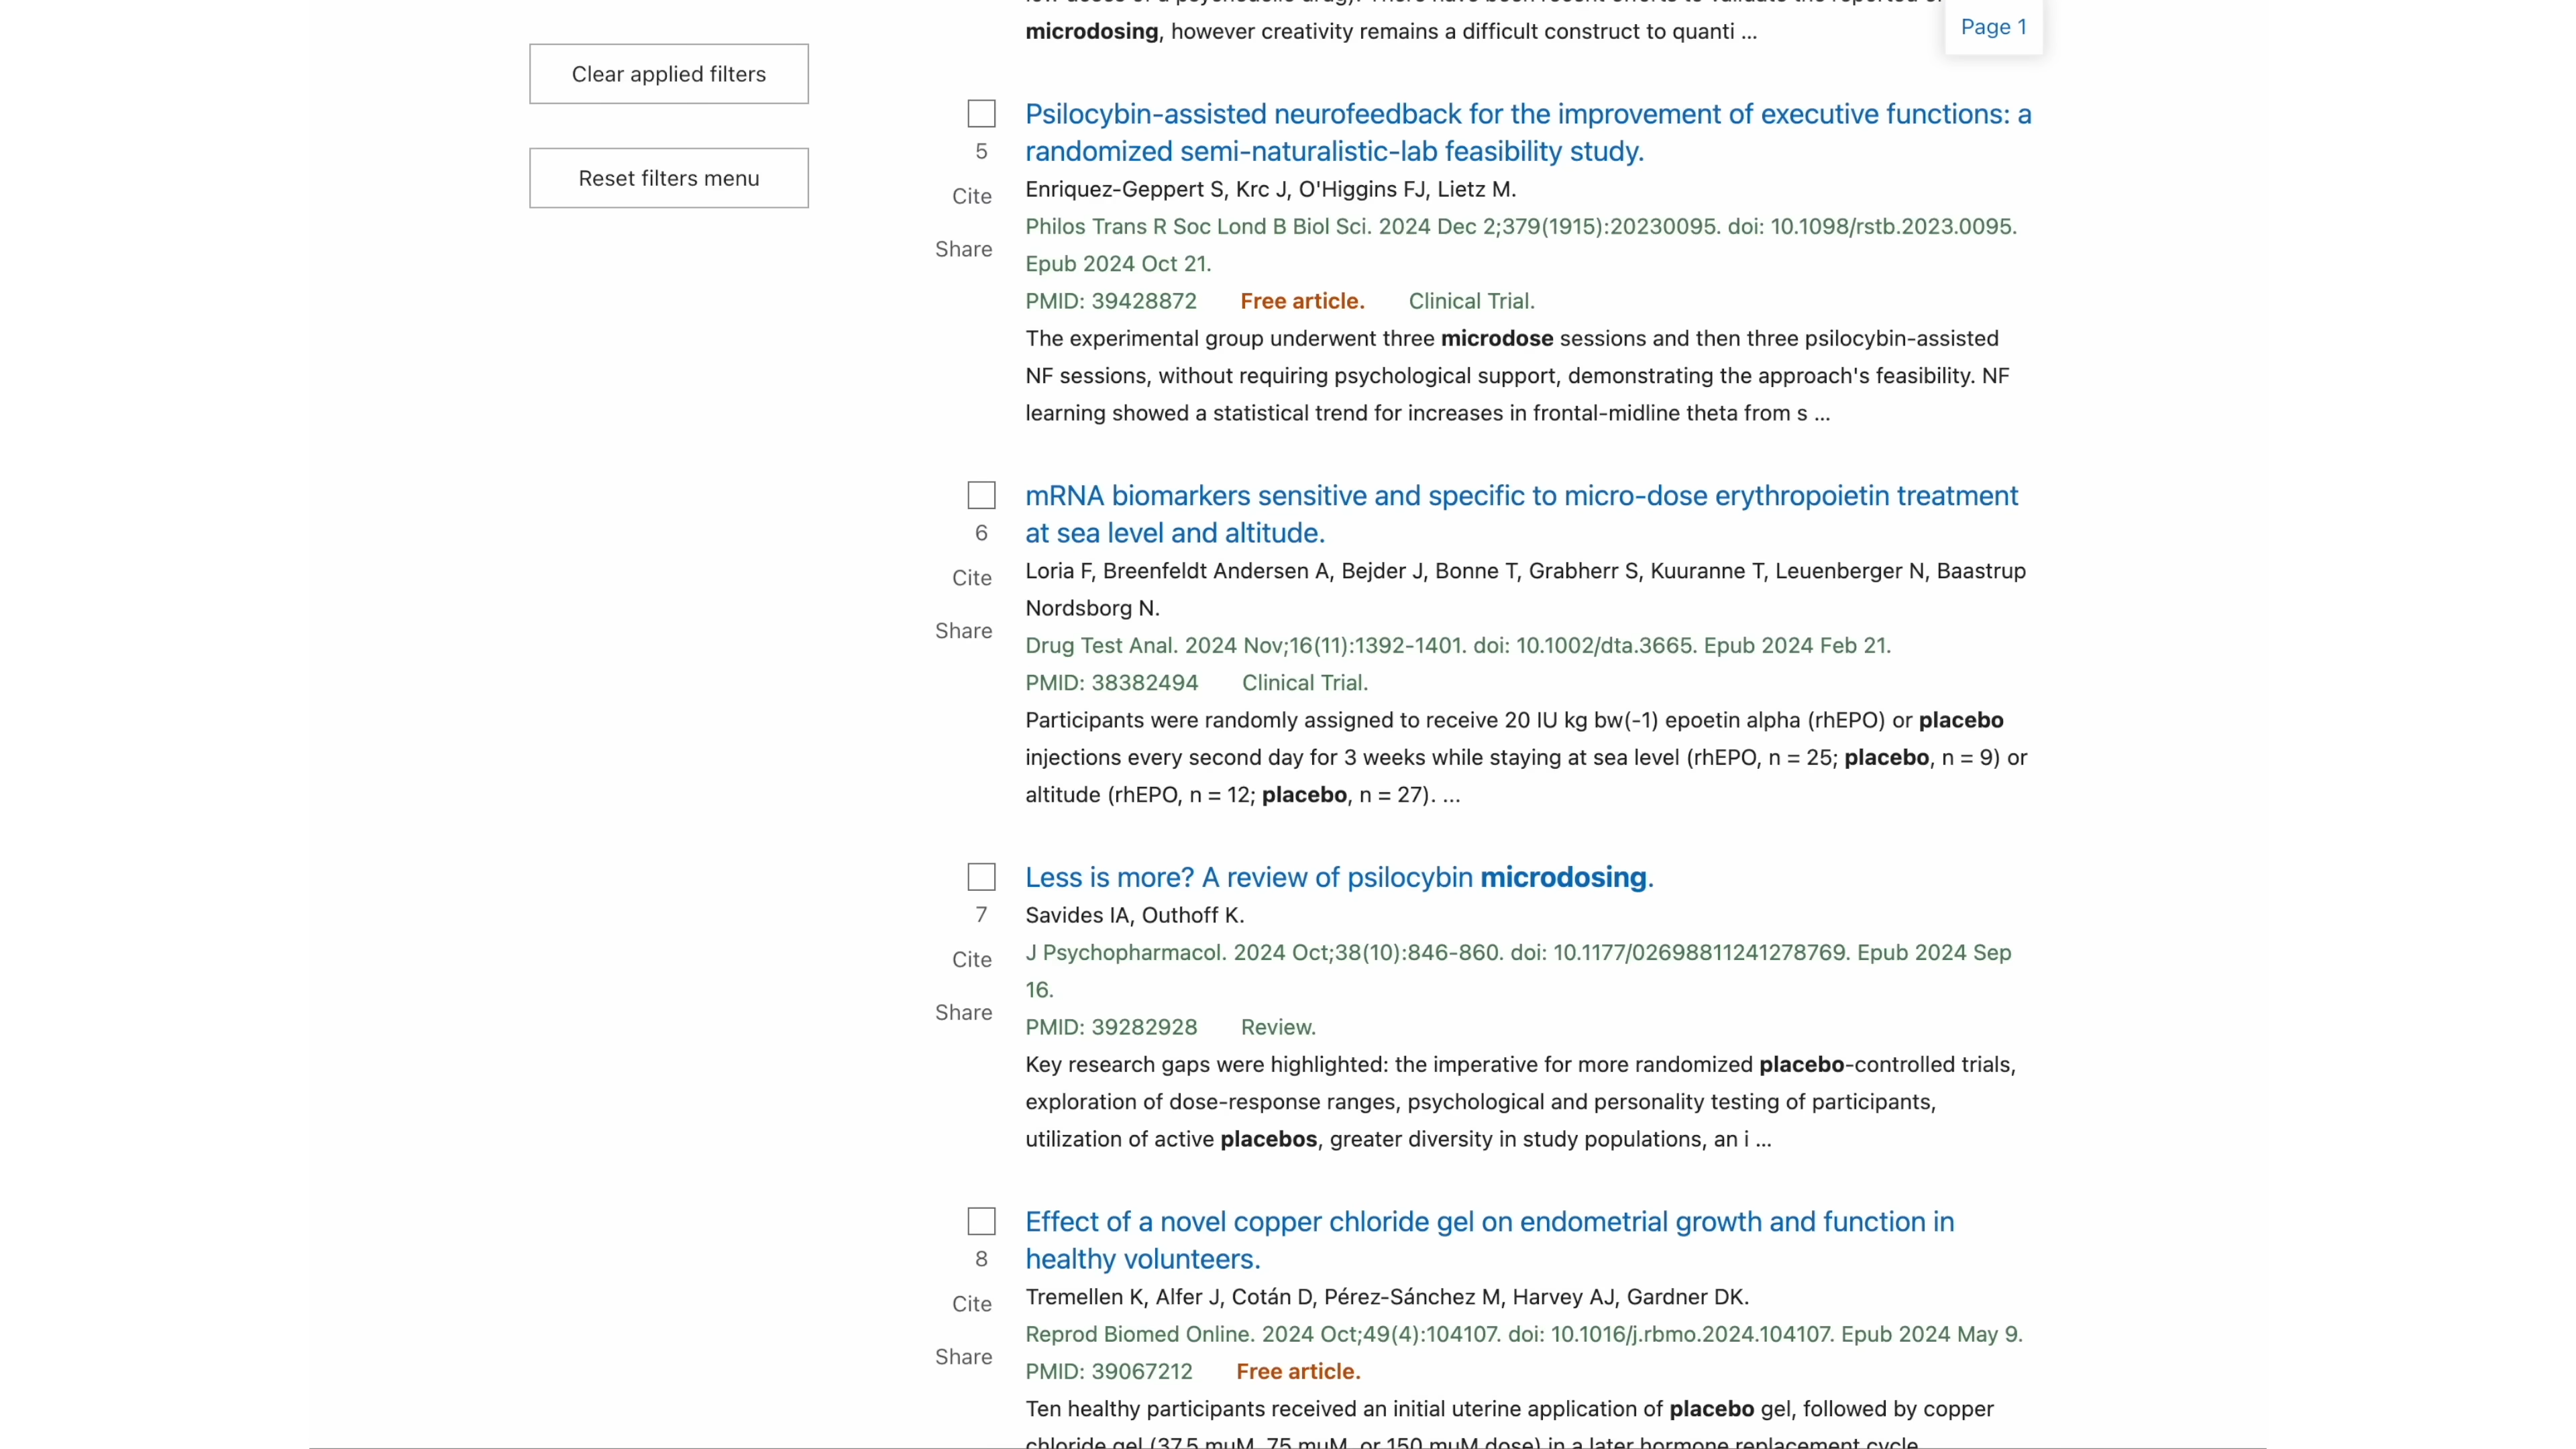 microdosing, however creativity remains a difficult construct to quanti ...
Page 1
Clear applied filters
Reset filters menu
5
Cite
Share
Psilocybin-assisted neurofeedback for the improvement of executive functions: a
randomized semi-naturalistic-lab feasibility study.
Enriquez-Geppert S, Krc J, O'Higgins FJ, Lietz M.
Philos Trans R Soc Lond B Biol Sci. 2024 Dec 2;379(1915):20230095. doi: 10.1098/rstb.2023.0095.
Epub 2024 Oct 21.
PMID: 39428872 Free article. Clinical Trial.
The experimental group underwent three microdose sessions and then three psilocybin-assisted
NF sessions, without requiring psychological support, demonstrating the approach's feasibility. NF
learning showed a statistical trend for increases in frontal-midline theta from s ...
6
Cite
Share
mRNA biomarkers sensitive and specific to micro-dose erythropoietin treatment
at sea level and altitude.
Loria F, Breenfeldt Andersen A, Bejder J, Bonne T, Grabherr S, Kuuranne T, Leuenberger N, Baastrup
Nordsborg N.
Drug Test Anal. 2024 Nov;16(11):1392-1401. doi: 10.1002/dta.3665. Epub 2024 Feb 21.
PMID: 38382494 Clinical Trial.
Participants were randomly assigned to receive 20 IU kg bw(-1) epoetin alpha (rhEPO) or placebo
injections every second day for 3 weeks while staying at sea level (rhEPO, n = 25; placebo, n = 9) or
altitude (rhEPO, n = 12; placebo, n = 27). ...
7
Cite
Share
Less is more? A review of psilocybin microdosing.
Savides IA, Outhoff K.
J Psychopharmacol. 2024 Oct;38(10):846-860. doi: 10.1177/02698811241278769. Epub 2024 Sep
16.
PMID: 39282928 Review.
Key research gaps were highlighted: the imperative for more randomized placebo-controlled trials,
exploration of dose-response ranges, psychological and personality testing of participants,
utilization of active placebos, greater diversity in study populations, an i ...
8
Cite
Share
Effect of a novel copper chloride gel on endometrial growth and function in
healthy volunteers.
Tremellen K, Alfer J, Cotán D, Pérez-Sánchez M, Harvey AJ, Gardner DK.
Reprod Biomed Online. 2024 Oct;49(4):104107. doi: 10.1016/j.rbmo.2024.104107. Epub 2024 May 9.
PMID: 39067212 Free article.
Ten healthy participants received an initial uterine application of placebo gel, followed by copper
chloride gel (37.5 muM, 75 muM, or 150 muM dose) in a later hormone replacement cycle.